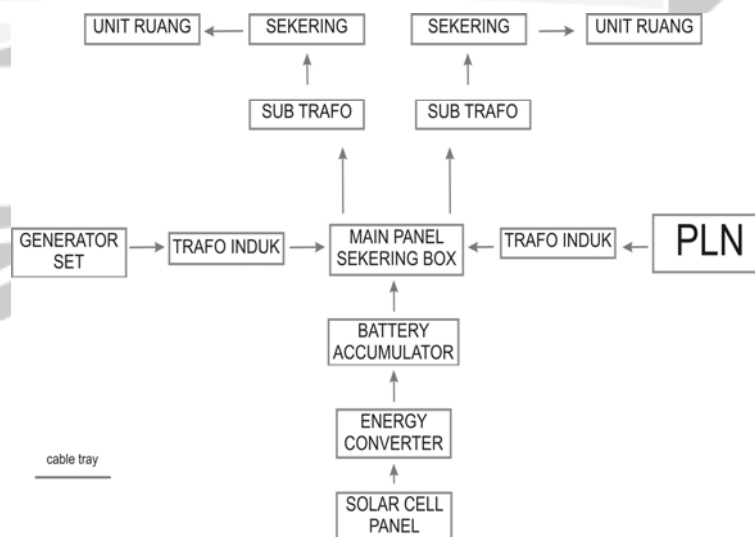 UNIT RUANG
SEKERING
SEKERING
UNIT RUANG
SUB TRAFO
SUB TRAFO
GENERATOR
SET
TRAFO INDUK
MAIN PANEL
SEKERING BOX
TRAFO INDUK
PLN
BATTERY
ACCUMULATOR
ENERGY
CONVERTER
cable tray
SOLAR CELL
PANEL